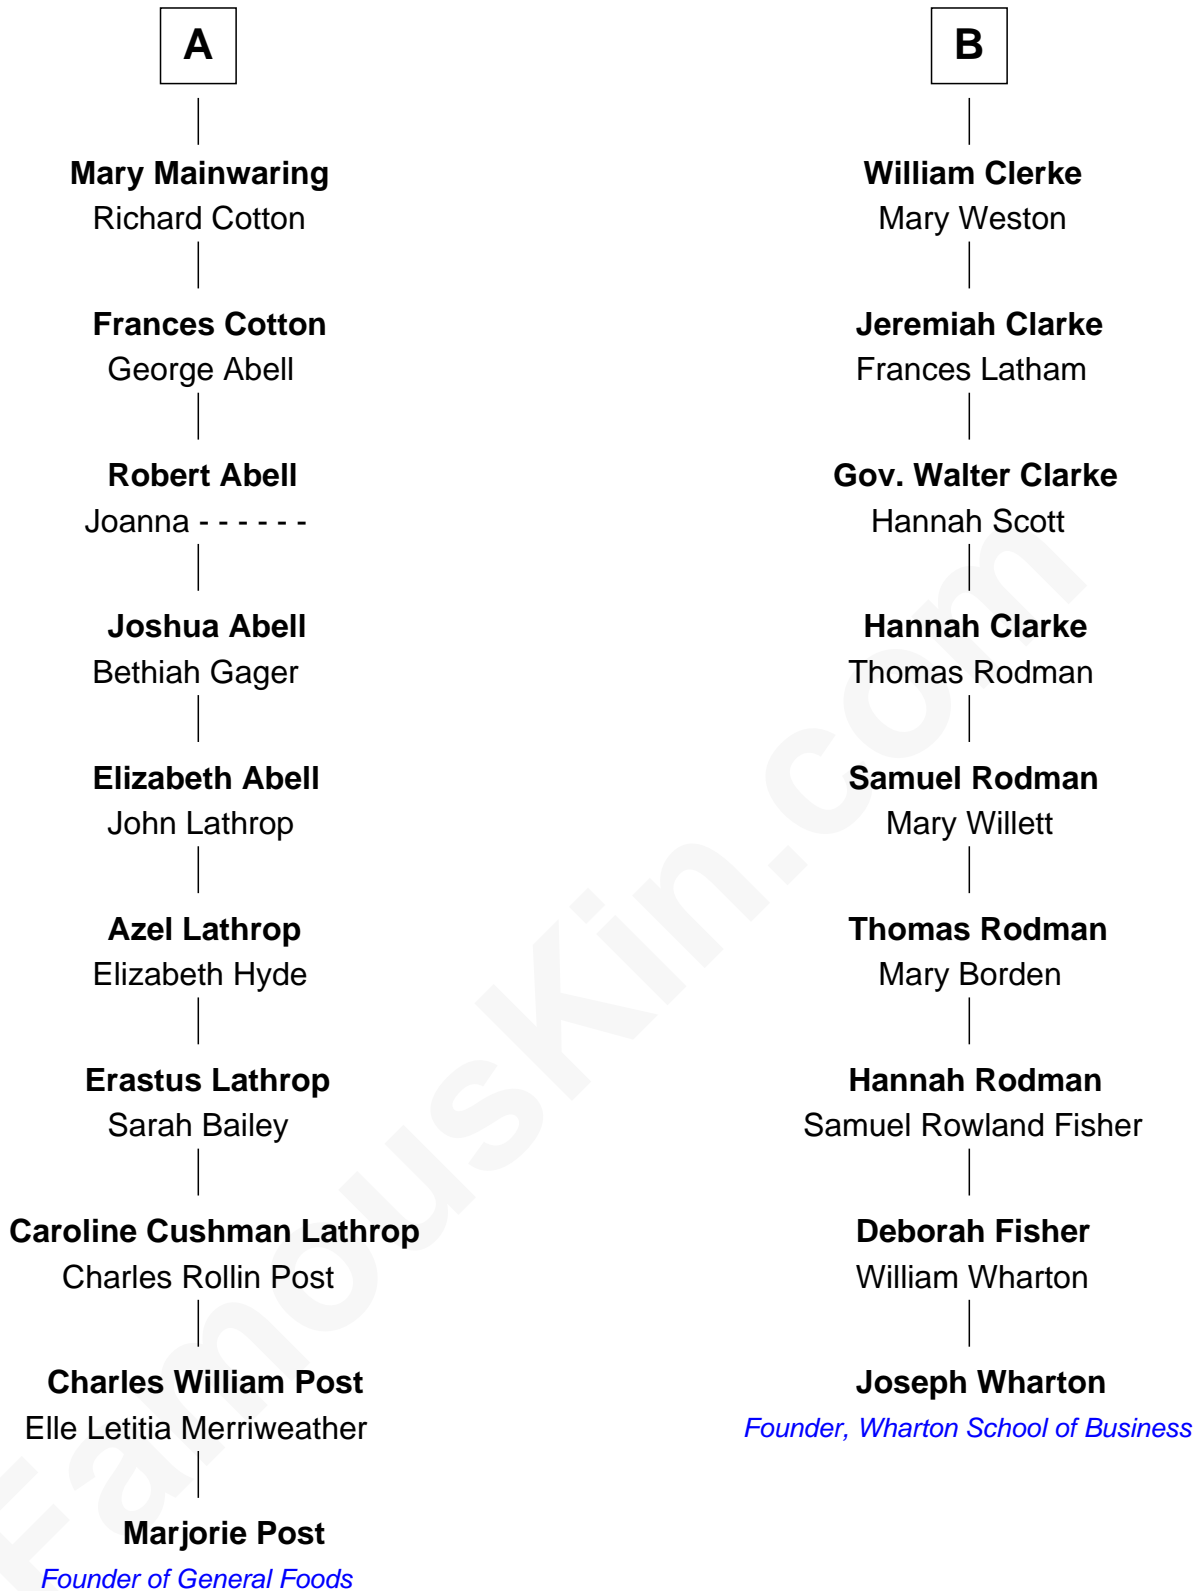 A
Mary Mainwaring
Richard Cotton
Frances Cotton
George Abell
Robert Abell
Joanna - - - - - -
Joshua Abell
Bethiah Gager
Elizabeth Abell
John Lathrop
Azel Lathrop
Elizabeth Hyde
Erastus Lathrop
Sarah Bailey
Caroline Cushman Lathrop
Charles Rollin Post
Charles William Post
Elle Letitia Merriweather
Marjorie Post
Founder of General Foods
B
William Clerke
Mary Weston
Jeremiah Clarke
Frances Latham
Gov. Walter Clarke
Hannah Scott
Hannah Clarke
Thomas Rodman
Samuel Rodman
Mary Willett
Thomas Rodman
Mary Borden
Hannah Rodman
Samuel Rowland Fisher
Deborah Fisher
William Wharton
Joseph Wharton
Founder, Wharton School of Business
FamousKin.com